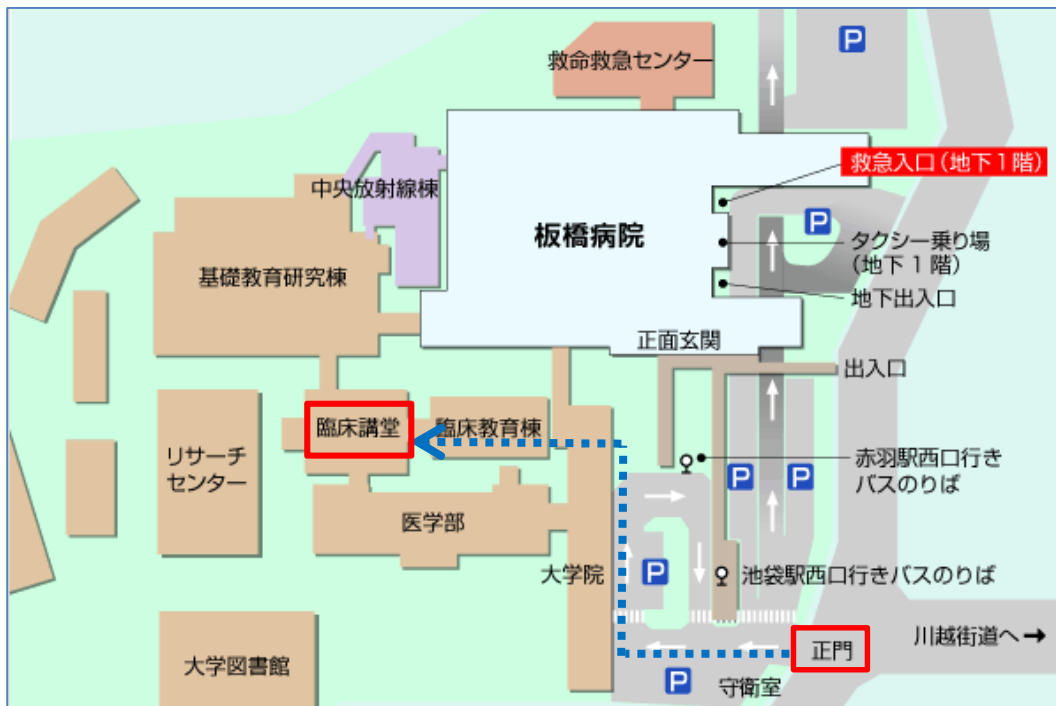 救命救急センター
P
救急入口(地下1階)
中央放射線棟
板橋病院
P
タクシー乗り場
(地下1階)
基礎教育研究棟
地下出入口
正面玄関
出入口
臨床講堂
臨床教育棟
リサーチ
センター
赤羽駅西口行き
バスのりば
P
P
医学部
大学院
P
池袋駅西口行きバスのりば
大学図書館
正門
川越街道へ➞
P
守衛室